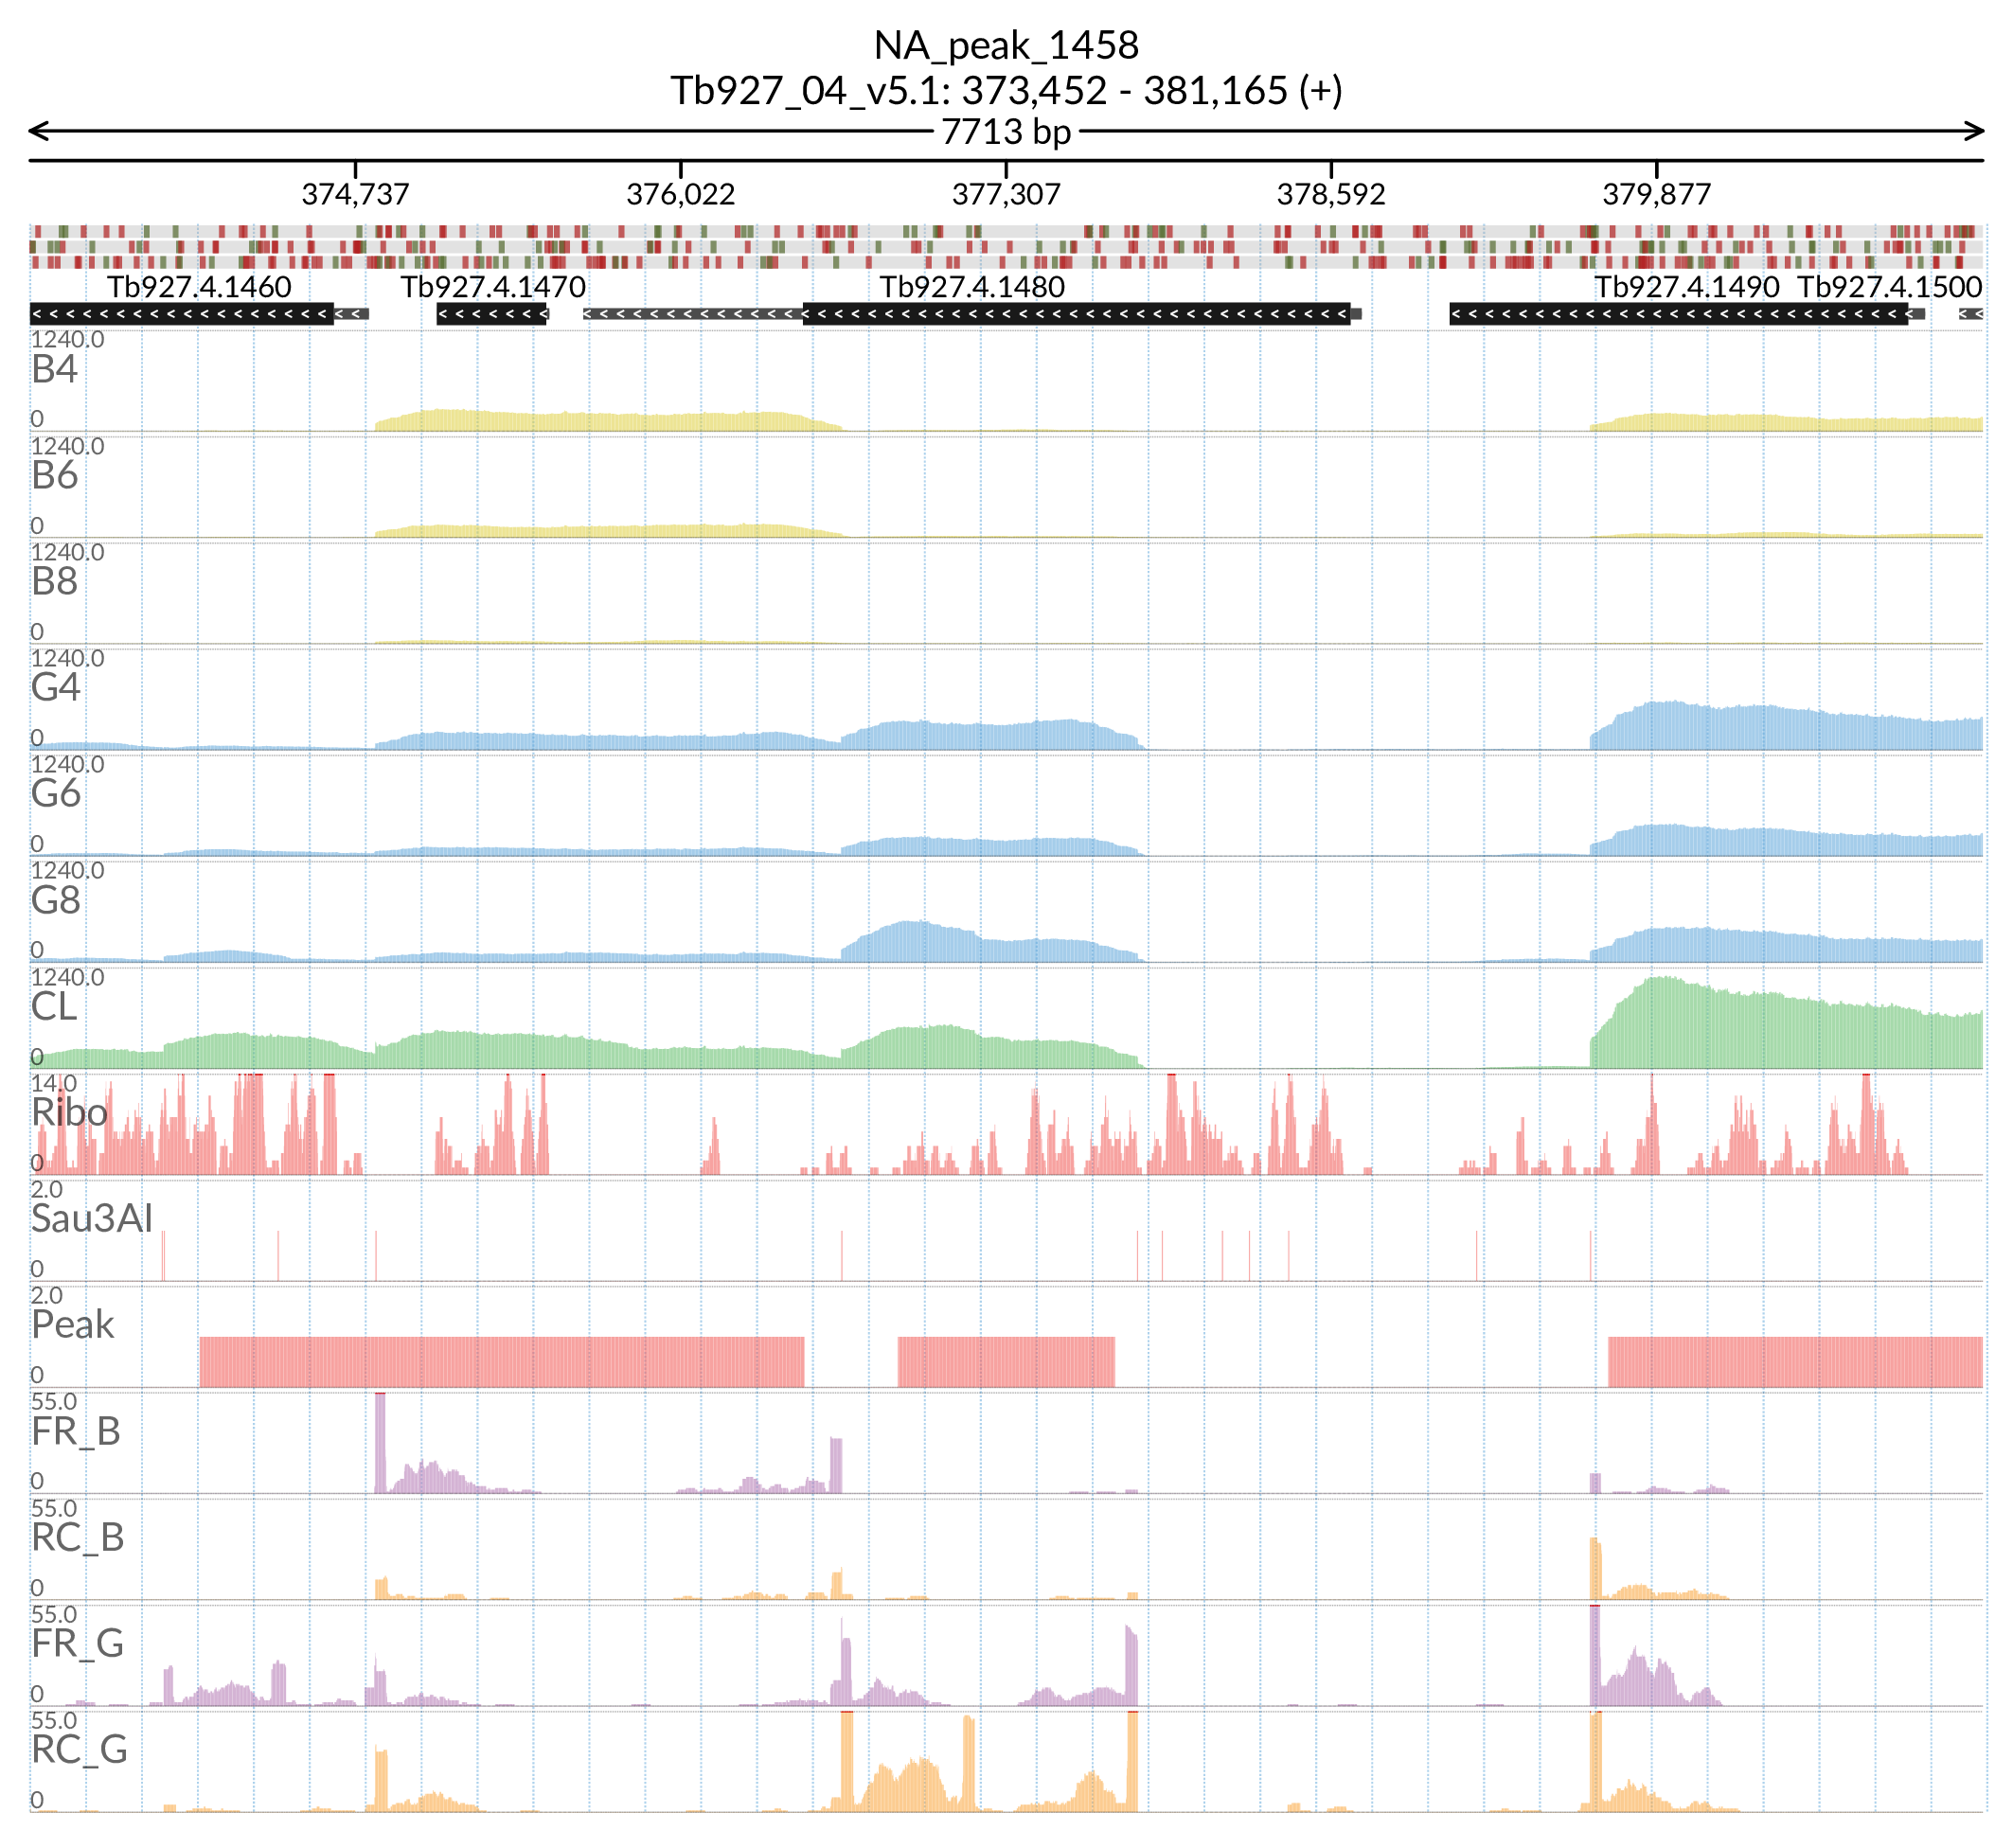 NA_peak_1458
Tb927_04_v5.1: 373,452 - 381,165 (+)
7713 bp
374,737 376,022 377,307 378,592 379,877
Tb927.4.1460 Tb927.4.1470 Tb927.4.1480 Tb927.4.1490 Tb927.4.1500
1240.0
B4
0
1240.0
B6
0
1240.0
B8
0
1240.0
G4
0
1240.0
G6
0
1240.0
G8
0
1240.0
CL
0
14.0
Ribo
0
2.0
Sau3AI
0
2.0
Peak
0
55.0
FR_B
0
55.0
RC_B
0
55.0
FR_G
0
55.0
RC_G
0